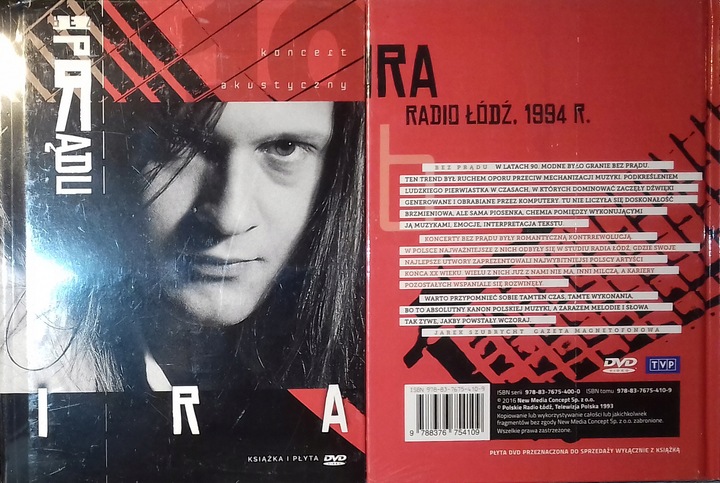 BEZ
PRĄDU
10
koncert
akustyczny
I R A
KSIĄŻKA I PŁYTA DVD VIDEO
IRA
RADIO ŁÓDŹ, 1994 R.
BEZ PRĄDU W LATACH 90. MODNE BYŁO GRANIE BEZ PRĄDU.
TEN TREND BYŁ RUCHEM OPORU PRZECIW MECHANIZACJI MUZYKI, PODKREŚLENIEM
LUDZKIEGO PIERWIASTKA W CZASACH, W KTÓRYCH DOMINOWAĆ ZACZĘŁY DŹWIĘKI
GENEROWANE I OBRABIANE PRZEZ KOMPUTERY. TU NIE LICZYŁA SIĘ DOSKONAŁOŚĆ
BRZMIENIOWA, ALE SAMA PIOSENKA, CHEMIA POMIĘDZY WYKONUJĄCYMI
JĄ MUZYKAMI, EMOCJE, INTERPRETACJA TEKSTU.
KONCERTY BEZ PRĄDU BYŁY ROMANTYCZNĄ KONTRREWOLUCJĄ.
W POLSCE NAJWAŻNIEJSZE Z NICH ODBYŁY SIĘ W STUDIU RADIA ŁÓDŹ, GDZIE SWOJE
NAJLEPSZE UTWORY ZAPREZENTOWALI NAJWYBITNIEJSI POLSCY ARTYŚCI
KOŃCA XX WIEKU. WIELU Z NICH JUŻ Z NAMI NIE MA, INNI MILCZĄ, A KARIERY
POZOSTAŁYCH WSPANIALE SIĘ ROZWINĘŁY.
WARTO PRZYPOMNIEĆ SOBIE TAMTEN CZAS, TAMTE WYKONANIA,
BO TO ABSOLUTNY KANON POLSKIEJ MUZYKI, A ZARAZEM MELODIE I SŁOWA
TAK ŻYWE, JAKBY POWSTAŁY WCZORAJ.
JAREK SZUBRYCHT GAZETA MAGNETOFONOWA
DVD VIDEO TVP
ISBN 978-83-7675-410-9
9 788376 754109
ISBN serii 978-83-7675-400-0 ISBN tomu 978-83-7675-410-9
© 2016 New Media Concept Sp. z o.o.
© Polskie Radio Łódź, Telewizja Polska 1993
Kopiowanie lub wykorzystywanie całości lub jakichkolwiek
fragmentów bez zgody New Media Concept Sp. z o.o. zabronione.
Wszelkie prawa zastrzeżone.
PŁYTA DVD PRZEZNACZONA DO SPRZEDAŻY WYŁĄCZNIE Z KSIĄŻKĄ